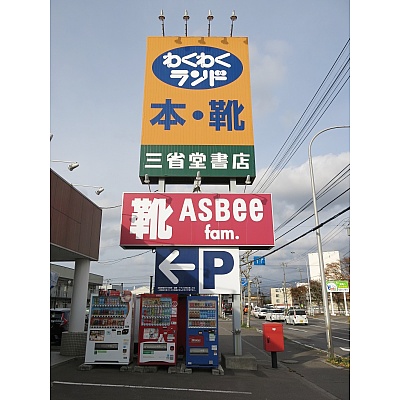 わくわく
ランド
本・靴
三省堂書店
靴 ASBee
fam.
← P